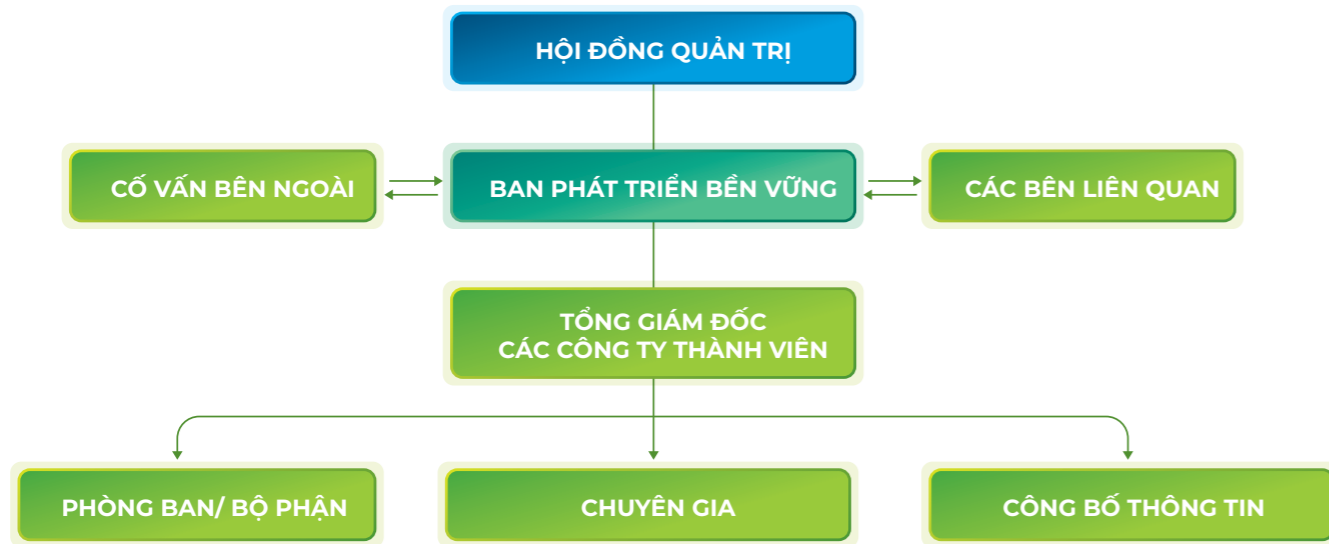 HỘI ĐỒNG QUẢN TRỊ
CỐ VẤN BÊN NGOÀI
BAN PHÁT TRIỂN BỀN VỮNG
CÁC BÊN LIÊN QUAN
TỔNG GIÁM ĐỐC
CÁC CÔNG TY THÀNH VIÊN
PHÒNG BAN/ BỘ PHẬN
CHUYÊN GIA
CÔNG BỐ THÔNG TIN